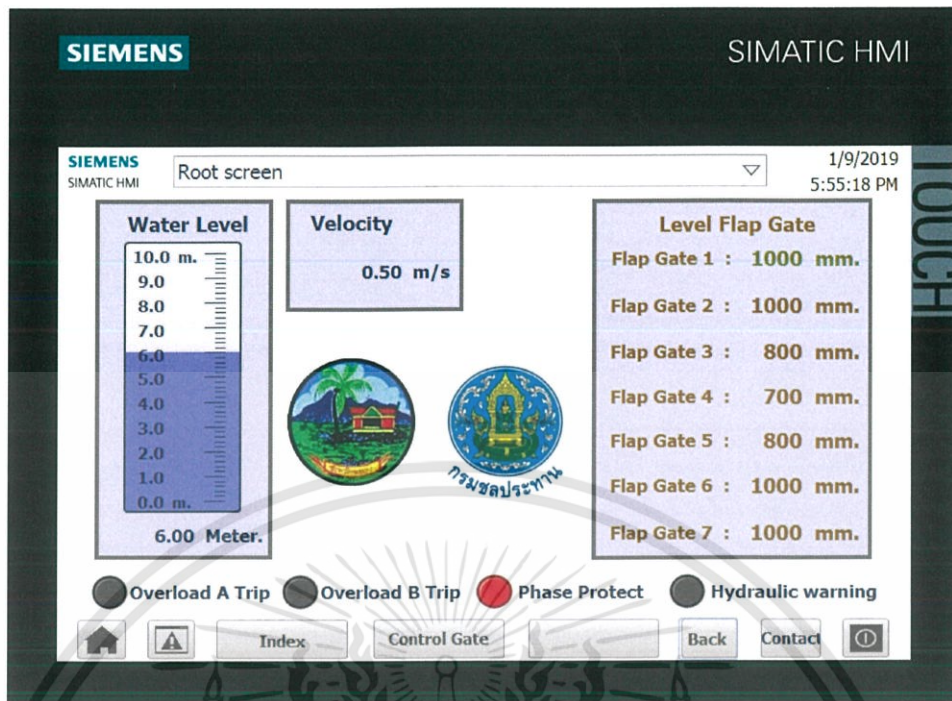 SIEMENS
SIMATIC HMI
TOUCH
SIEMENS
SIMATIC HMI
Root screen
1/9/2019
5:55:18 PM
Water Level
10.0 m.
9.0
8.0
7.0
6.0
5.0
4.0
3.0
2.0
1.0
0.0 m.
6.00 Meter.
Velocity
0.50 m/s
กรมชลประทาน
Level Flap Gate
Flap Gate 1 : 1000 mm.
Flap Gate 2 : 1000 mm.
Flap Gate 3 : 800 mm.
Flap Gate 4 : 700 mm.
Flap Gate 5 : 800 mm.
Flap Gate 6 : 1000 mm.
Flap Gate 7 : 1000 mm.
Overload A Trip
Overload B Trip
Phase Protect
Hydraulic warning
Index
Control Gate
Back
Contact